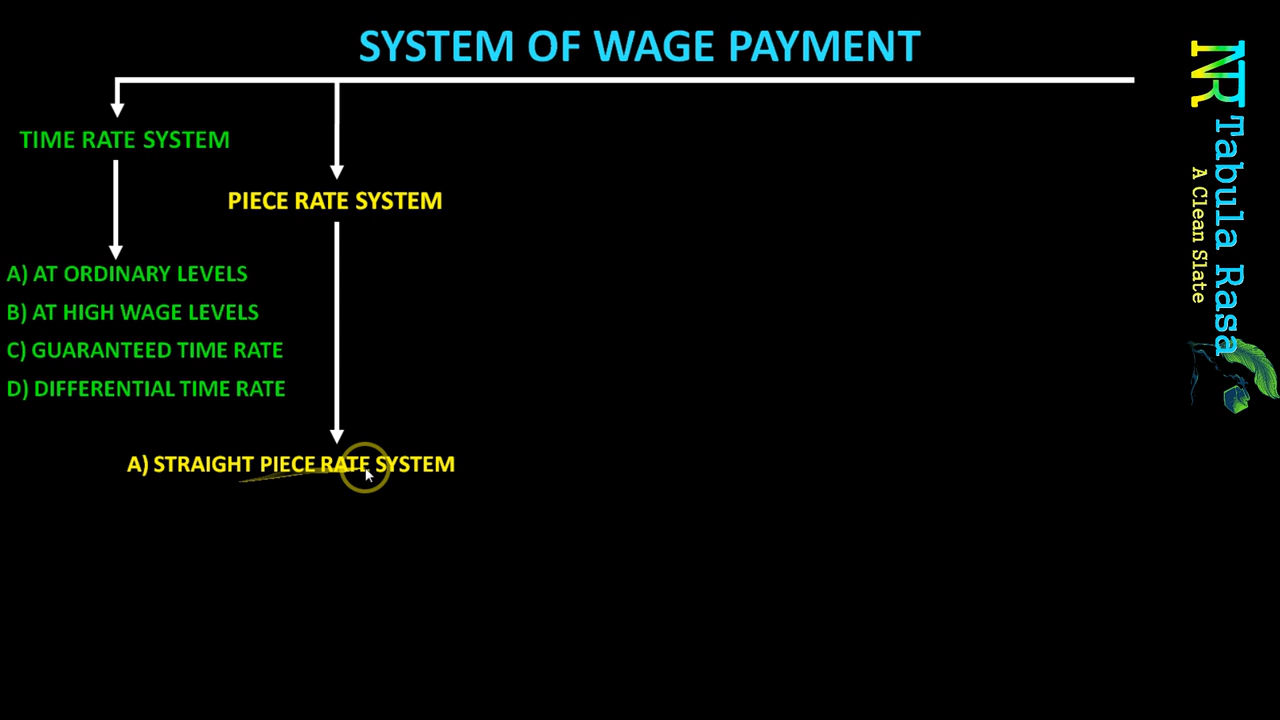 SYSTEM OF WAGE PAYMENT
TIME RATE SYSTEM
PIECE RATE SYSTEM
A) AT ORDINARY LEVELS
B) AT HIGH WAGE LEVELS
C) GUARANTEED TIME RATE
D) DIFFERENTIAL TIME RATE
A) STRAIGHT PIECE RATE SYSTEM
NTR
Tabula Rasa
A Clean Slate